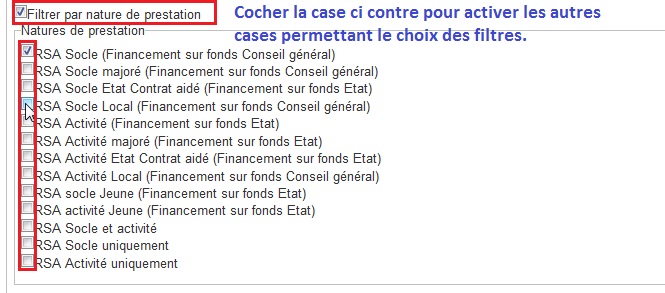 Filtrer par nature de prestation
Cocher la case ci contre pour activer les autres
cases permettant le choix des filtres.
Natures de prestation
RSA Socle (Financement sur fonds Conseil général)
RSA Socle majoré (Financement sur fonds Conseil général)
RSA Socle Etat Contrat aidé (Financement sur fonds Etat)
RSA Socle Local (Financement sur fonds Conseil général)
RSA Activité (Financement sur fonds Etat)
RSA Activité majoré (Financement sur fonds Etat)
RSA Activité Etat Contrat aidé (Financement sur fonds Etat)
RSA Activité Local (Financement sur fonds Conseil général)
RSA socle Jeune (Financement sur fonds Etat)
RSA activité Jeune (Financement sur fonds Etat)
RSA Socle et activité
RSA Socle uniquement
RSA Activité uniquement